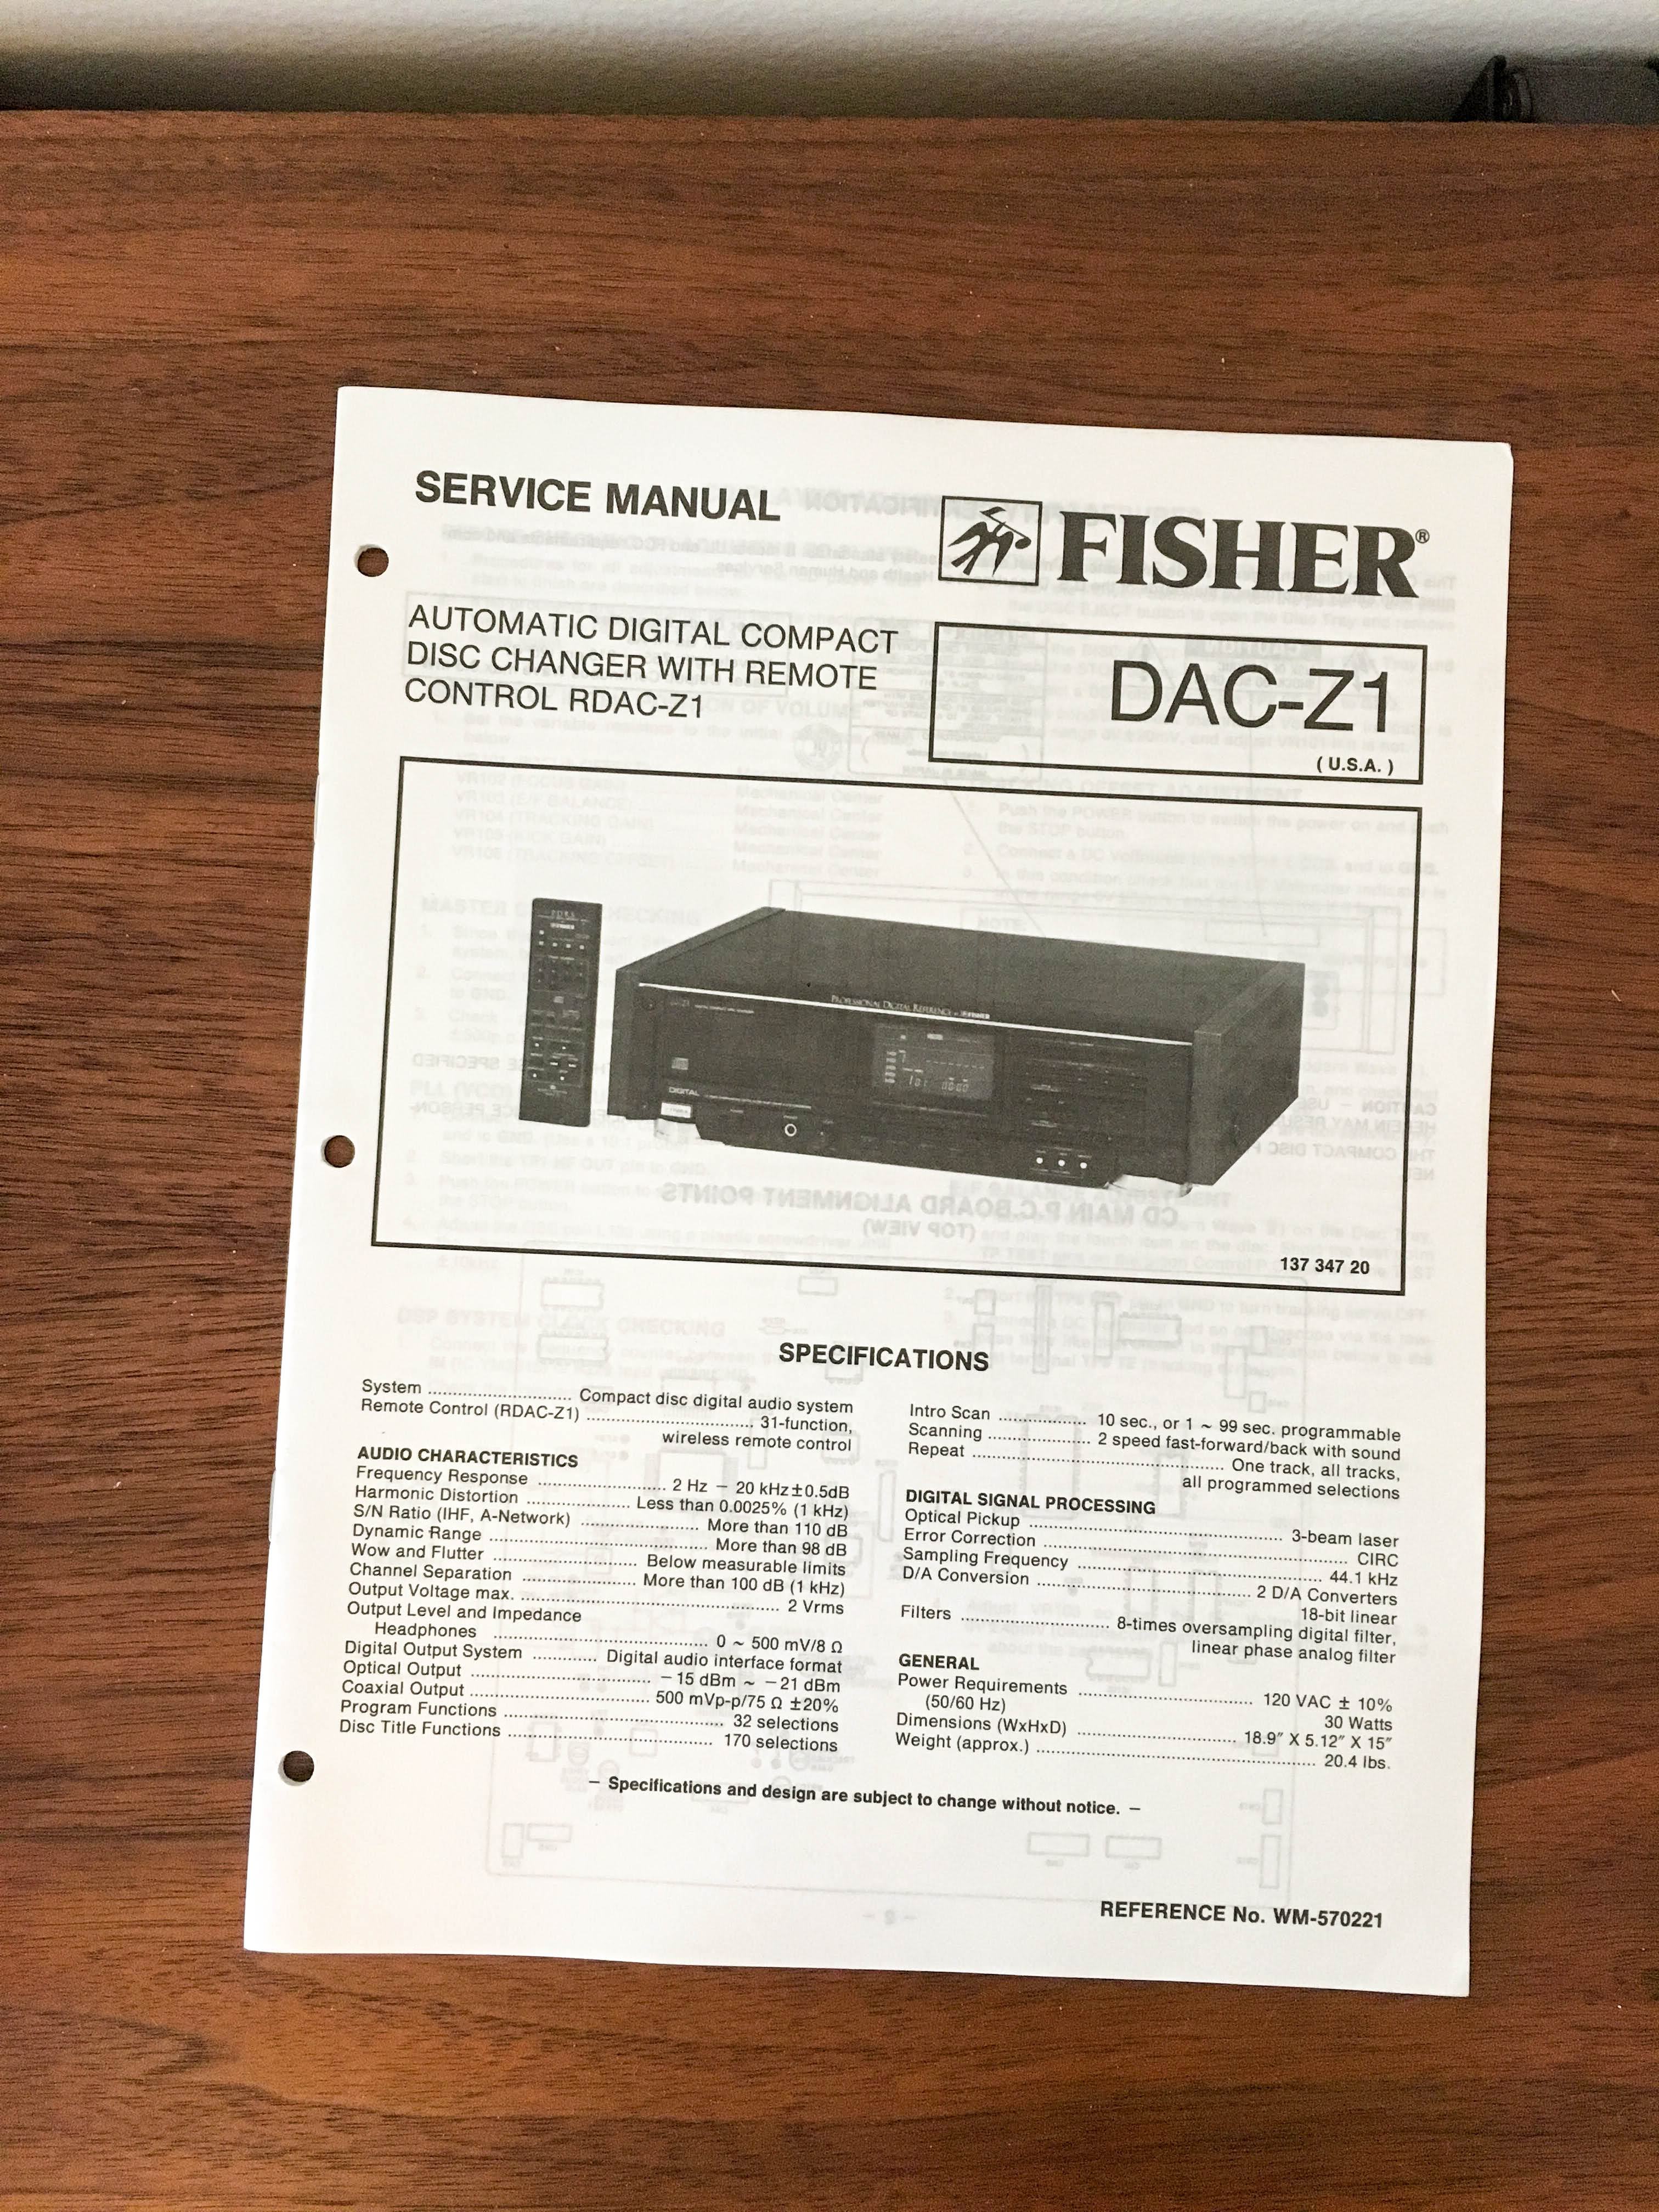 SERVICE MANUAL
FISHER®
AUTOMATIC DIGITAL COMPACT
DISC CHANGER WITH REMOTE
CONTROL RDAC-Z1
DAC-Z1
( U.S.A. )
PROFESSIONAL DIGITAL REFERENCE BY FISHER
DIGITAL
137 347 20
SPECIFICATIONS
System ........................ Compact disc digital audio system
Remote Control (RDAC-Z1) ............................ 31-function,
wireless remote control
AUDIO CHARACTERISTICS
Frequency Response ..................... 2 Hz – 20 kHz±0.5dB
Harmonic Distortion ................. Less than 0.0025% (1 kHz)
S/N Ratio (IHF, A-Network) .................... More than 110 dB
Dynamic Range ..................................... More than 98 dB
Wow and Flutter ........................ Below measurable limits
Channel Separation ................... More than 100 dB (1 kHz)
Output Voltage max. ........................................... 2 Vrms
Output Level and Impedance
Headphones .................................... 0 ~ 500 mV/8 Ω
Digital Output System ........... Digital audio interface format
Optical Output .............................. –15 dBm ~ –21 dBm
Coaxial Output .............................. 500 mVp-p/75 Ω ±20%
Program Functions ..................................... 32 selections
Disc Title Functions .................................. 170 selections
Intro Scan ............... 10 sec., or 1 ~ 99 sec. programmable
Scanning ................. 2 speed fast-forward/back with sound
Repeat .......................................... One track, all tracks,
all programmed selections
DIGITAL SIGNAL PROCESSING
Optical Pickup .......................................... 3-beam laser
Error Correction .................................................. CIRC
Sampling Frequency ......................................... 44.1 kHz
D/A Conversion .................................... 2 D/A Converters
18-bit linear
Filters ......................... 8-times oversampling digital filter,
linear phase analog filter
GENERAL
Power Requirements ............................. 120 VAC ± 10%
(50/60 Hz)
30 Watts
Dimensions (WxHxD) ........................... 18.9″ X 5.12″ X 15″
Weight (approx.) .............................................. 20.4 lbs.
– Specifications and design are subject to change without notice. –
REFERENCE No. WM-570221